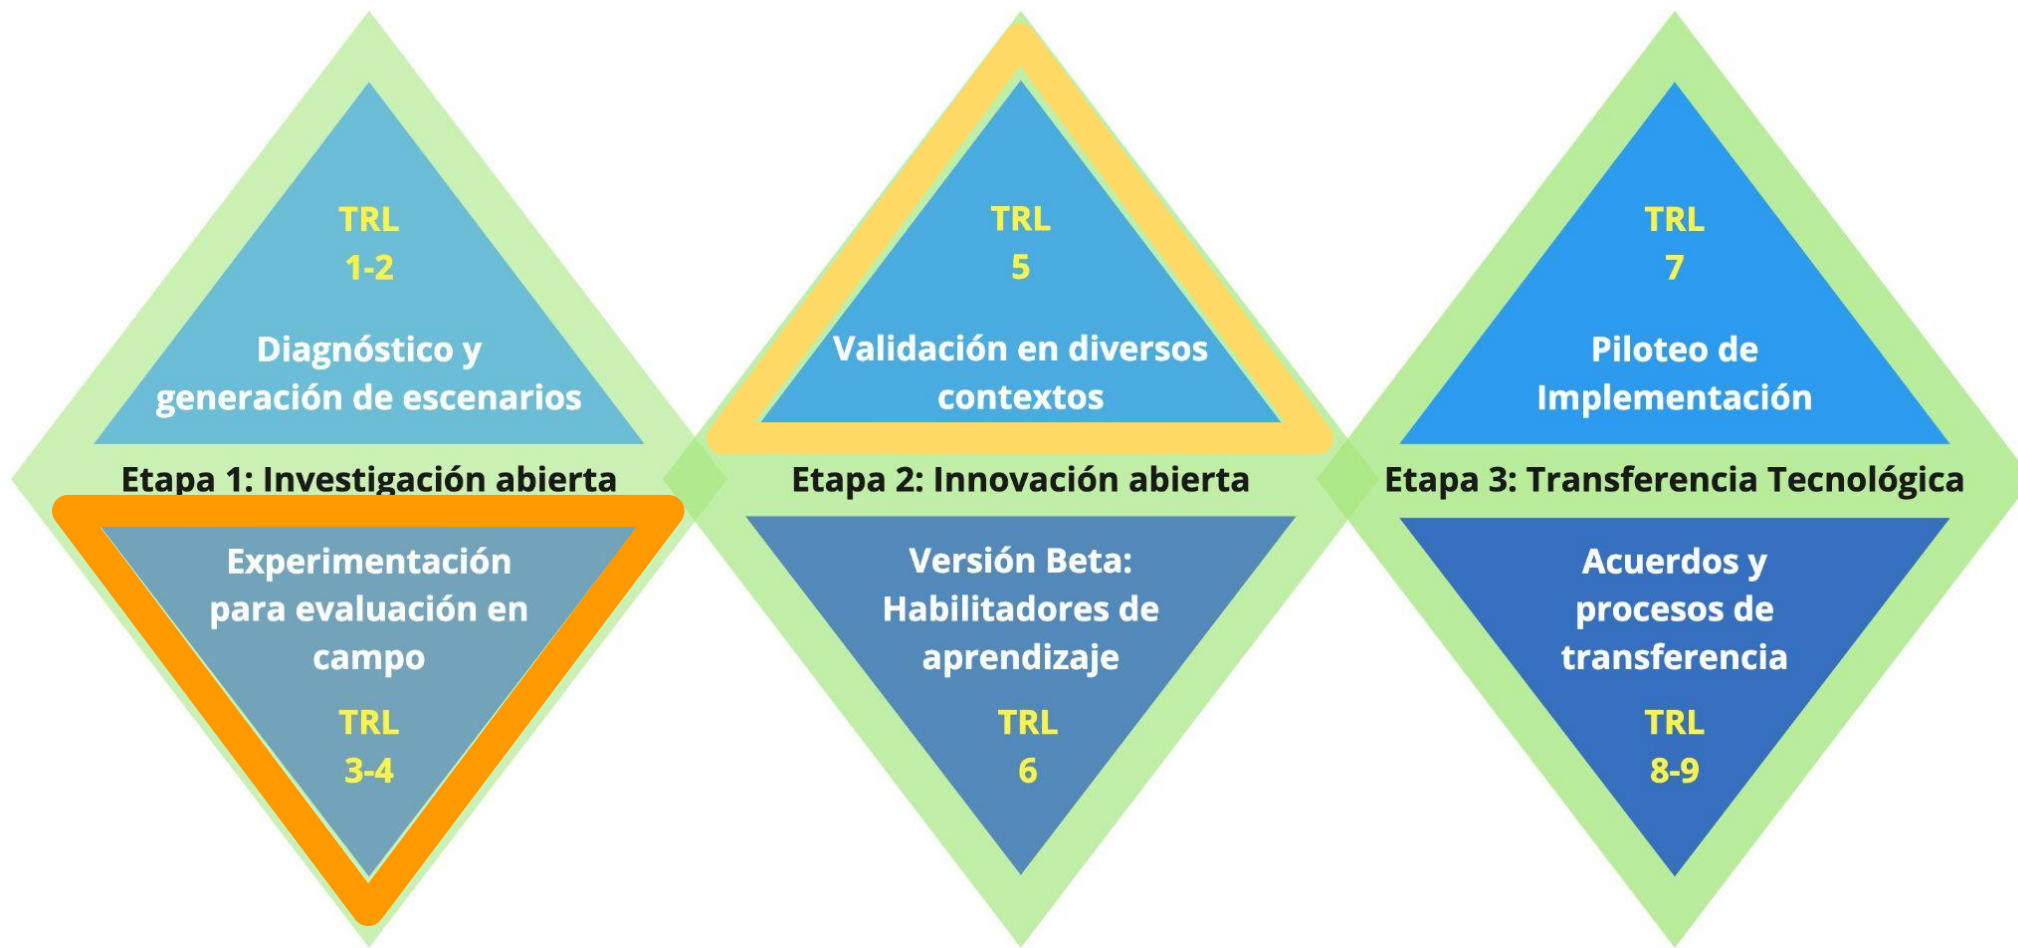 TRL
1-2
Diagnóstico y
generación de escenarios
Etapa 1: Investigación abierta
Experimentación
para evaluación en
campo
TRL
3-4
TRL
5
Validación en diversos
contextos
Etapa 2: Innovación abierta
Versión Beta:
Habilitadores de
aprendizaje
TRL
6
TRL
7
Piloteo de
Implementación
Etapa 3: Transferencia Tecnológica
Acuerdos y
procesos de
transferencia
TRL
8-9